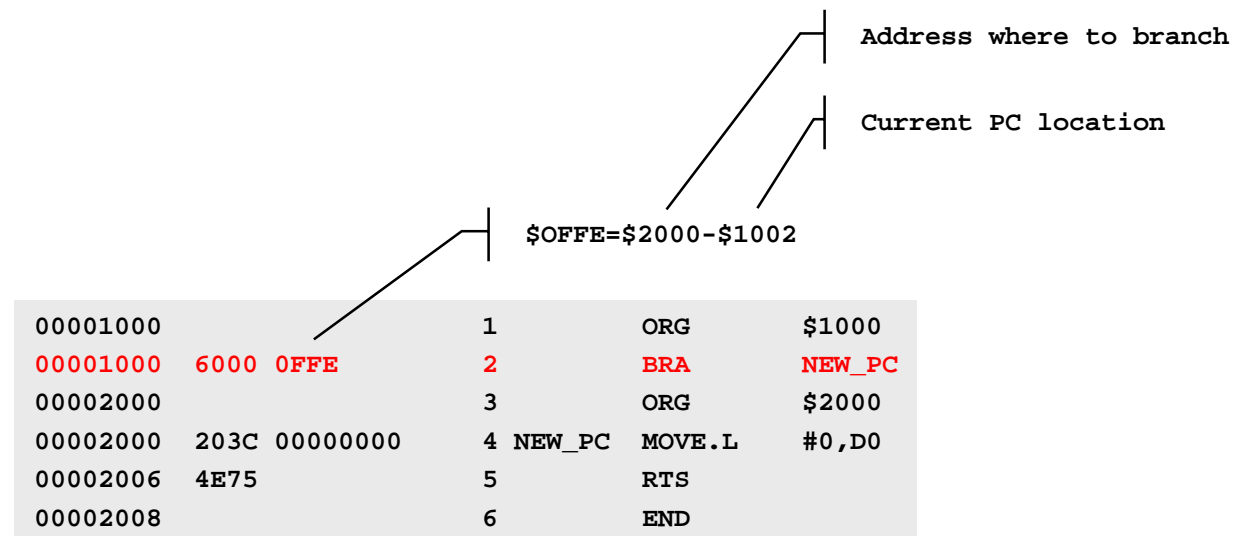 Address where to branch
Current PC location
$OFFE=$2000-$1002
00001000 1 ORG $1000
00001000 6000 0FFE 2 BRA NEW_PC
00002000 3 ORG $2000
00002000 203C 00000000 4 NEW_PC MOVE.L #0,D0
00002006 4E75 5 RTS
00002008 6 END